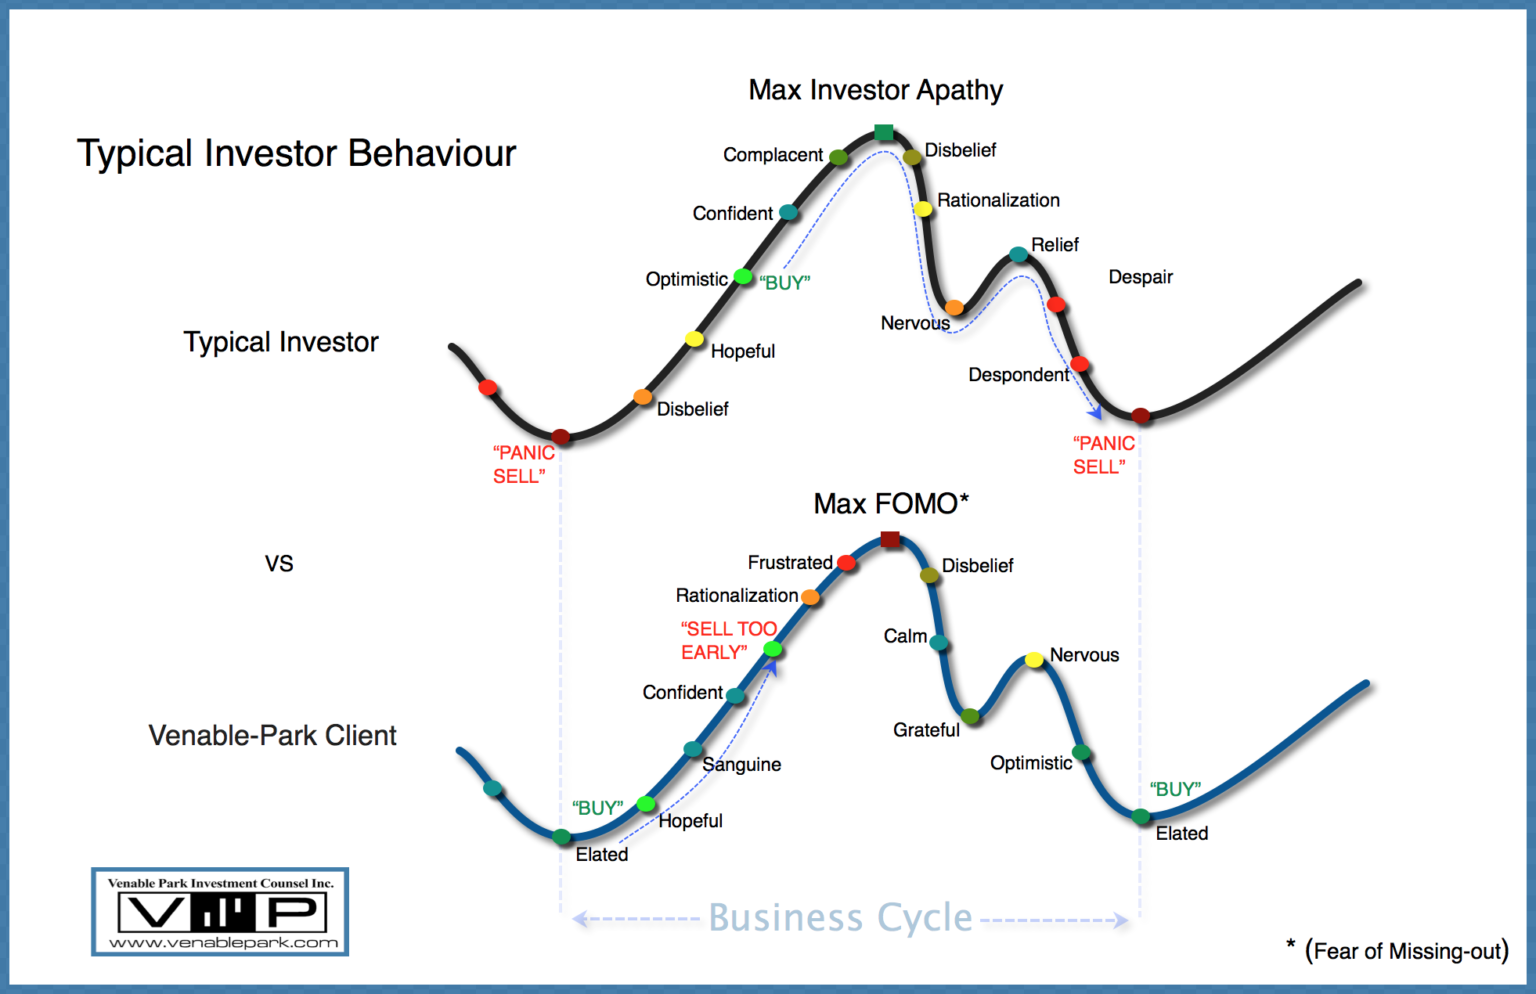 Max Investor Apathy
Typical Investor Behaviour
Complacent
Disbelief
Confident
Rationalization
Relief
Optimistic
“BUY”
Despair
Nervous
Typical Investor
Hopeful
Despondent
Disbelief
“PANIC
SELL”
“PANIC
SELL”
Max FOMO*
vs
Frustrated
Disbelief
Rationalization
“SELL TOO
EARLY”
Calm
Nervous
Confident
Grateful
Venable-Park Client
Sanguine
Optimistic
“BUY”
“BUY”
Hopeful
Elated
Elated
Venable Park Investment Counsel Inc.
V P
www.venablepark.com
Business Cycle
* (Fear of Missing-out)